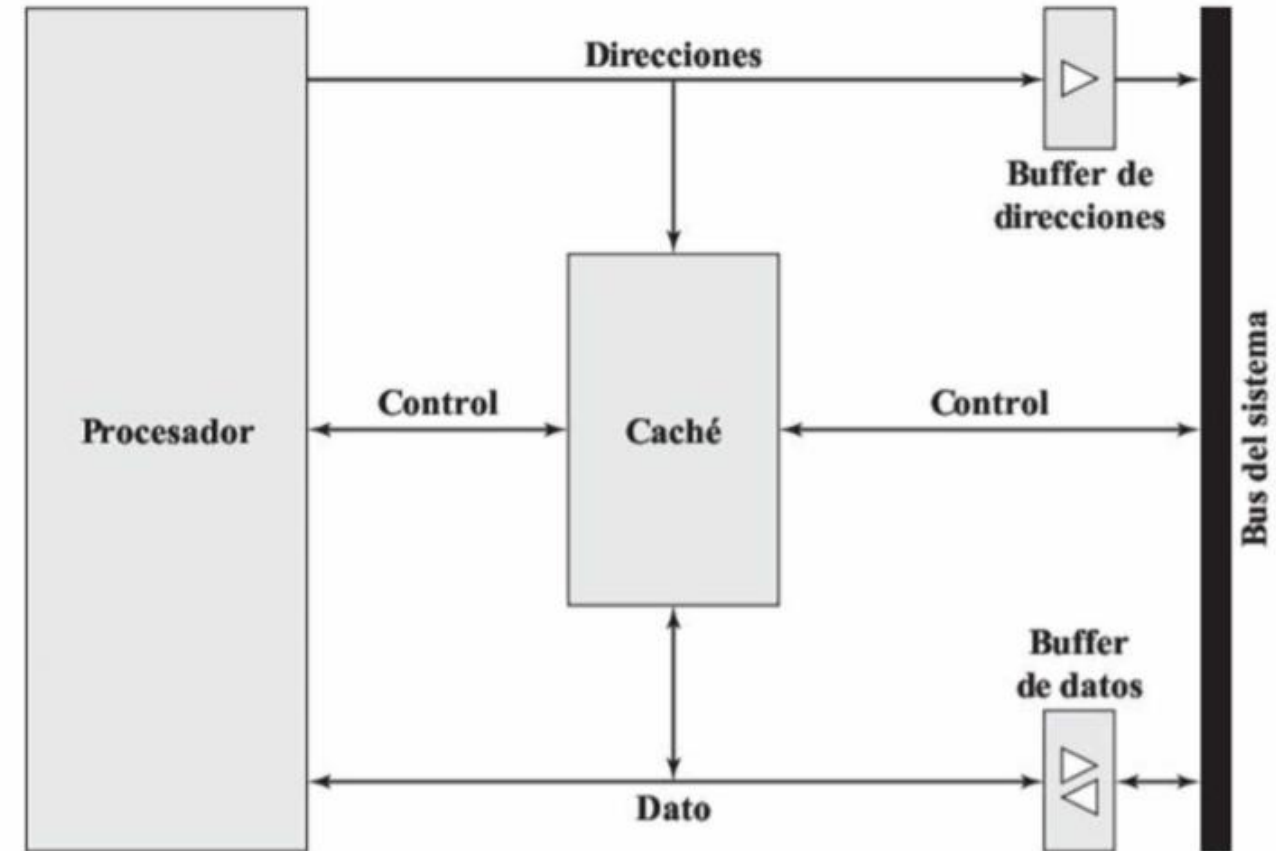 Direcciones
Buffer de
direcciones
Procesador
Control
Caché
Control
Bus del sistema
Buffer
de datos
Dato